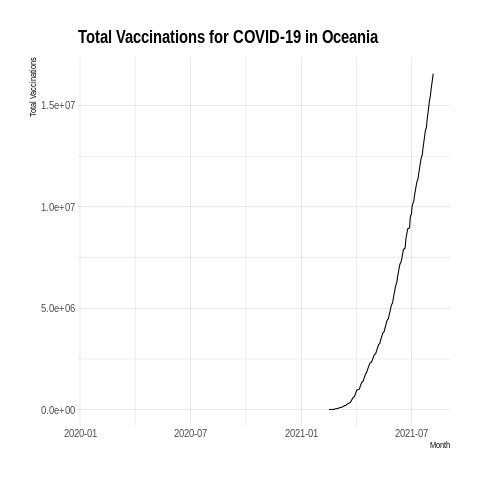 Total Vaccinations for COVID-19 in Oceania
Total Vaccinations
1.5e+07
1.0e+07
5.0e+06
0.0e+00
2020-01 2020-07 2021-01 2021-07
Month